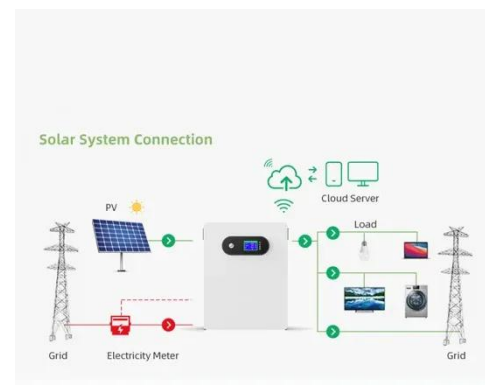 Solar System Connection
Cloud Server
PV
Load
Grid
Electricity Meter
Grid